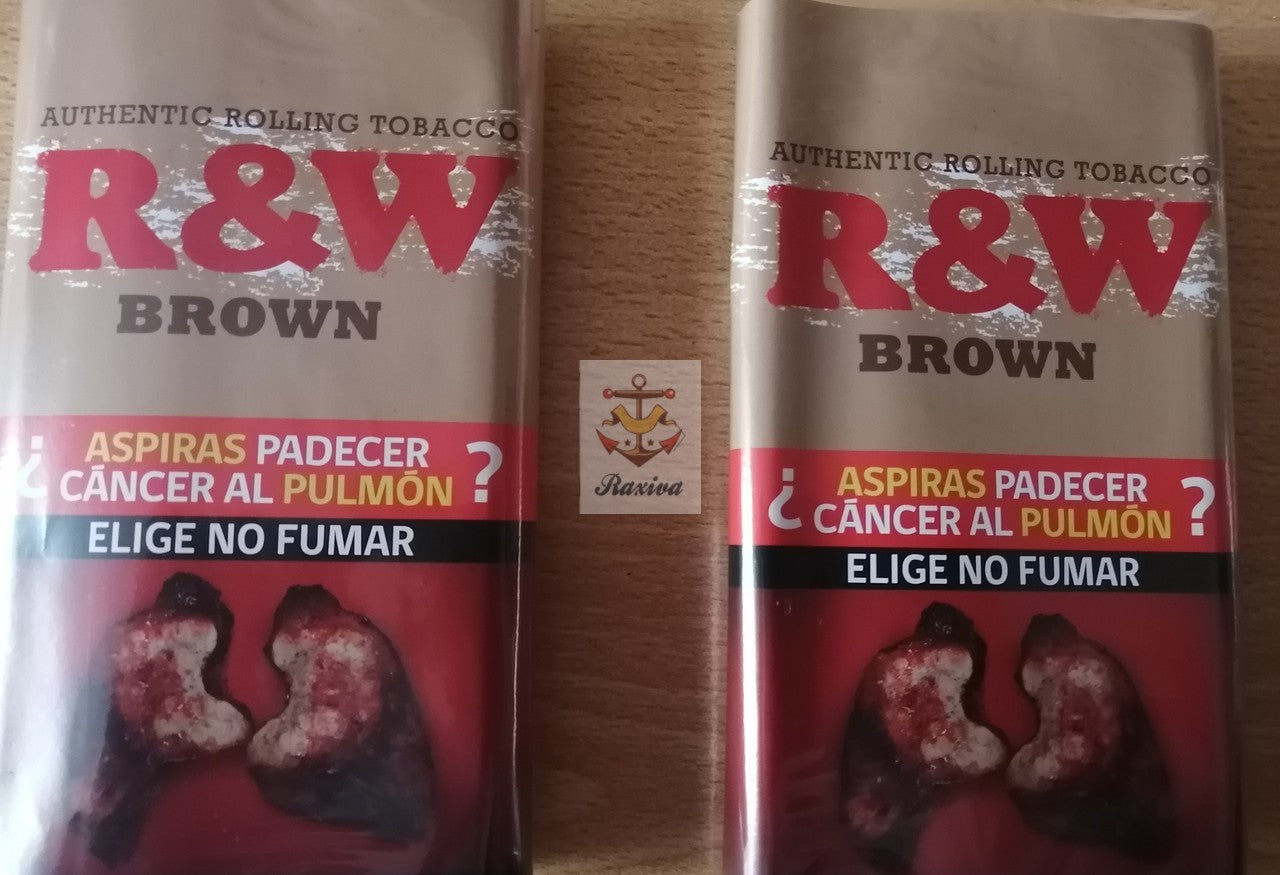 AUTHENTIC ROLLING TOBACCO
R&W
BROWN
¿ASPIRAS PADECER
CÁNCER AL PULMÓN?
ELIGE NO FUMAR
Raxiva
AUTHENTIC ROLLING TOBACCO
R&W
BROWN
¿ASPIRAS PADECER
CÁNCER AL PULMÓN?
ELIGE NO FUMAR